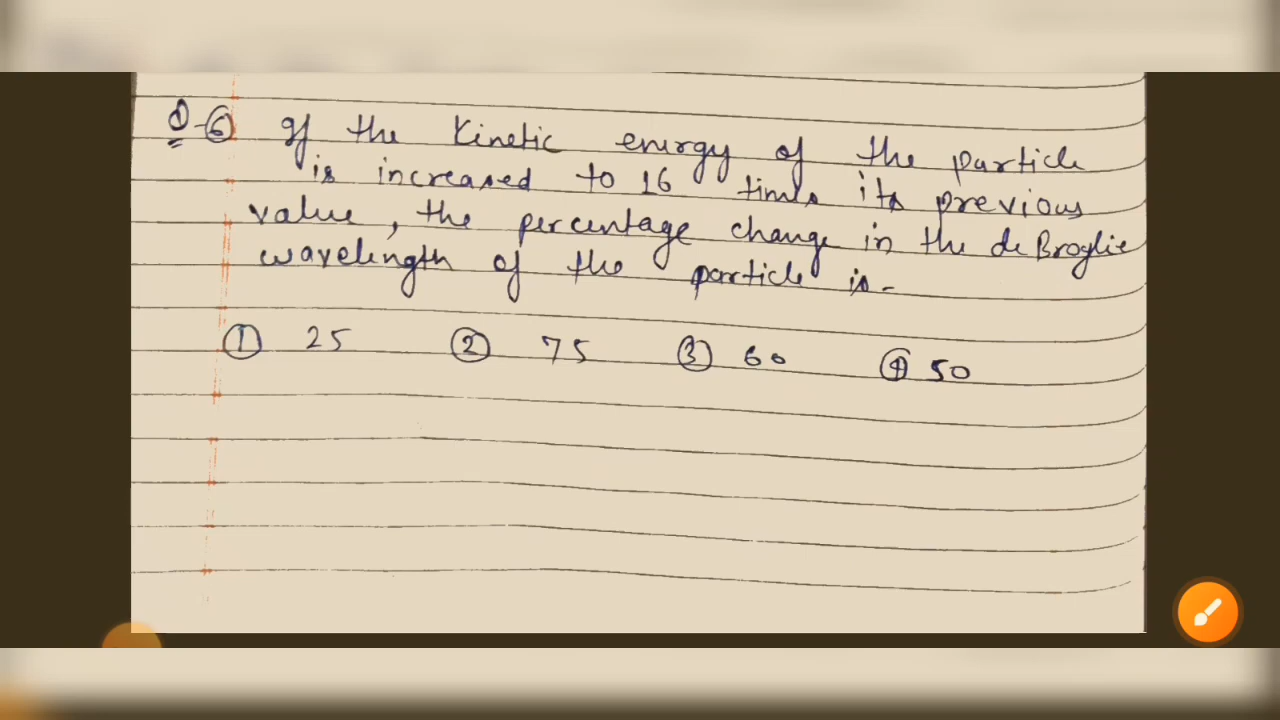 Q-6 If the Kinetic energy of the particle
is increased to 16 times its previous
value, the percentage change in the de Broglie
wavelength of the particle is -
① 25 ② 75 ③ 60 ④ 50